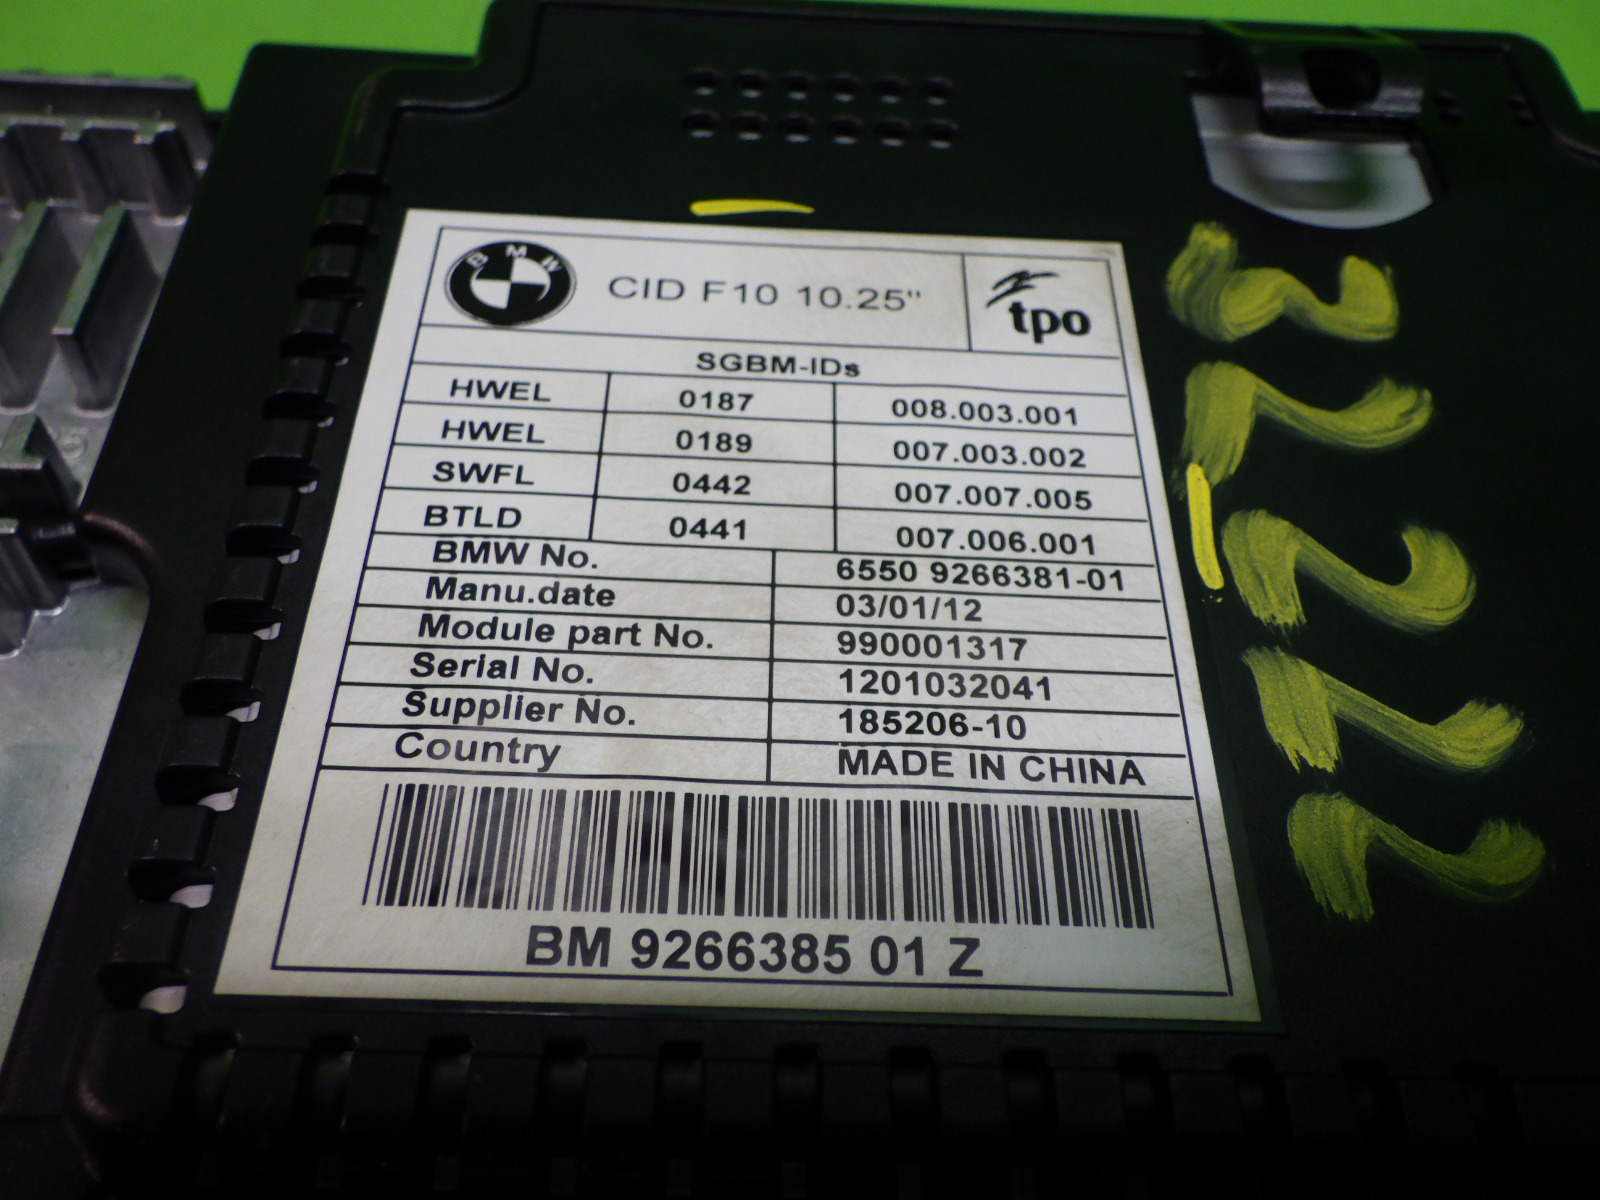 BMW
CID F10 10.25"
tpo
SGBM-IDs
HWEL 0187 008.003.001
HWEL 0189 007.003.002
SWFL 0442 007.007.005
BTLD 0441 007.006.001
BMW No. 6550 9266381-01
Manu.date 03/01/12
Module part No. 990001317
Serial No. 1201032041
Supplier No. 185206-10
Country MADE IN CHINA
BM 9266385 01 Z